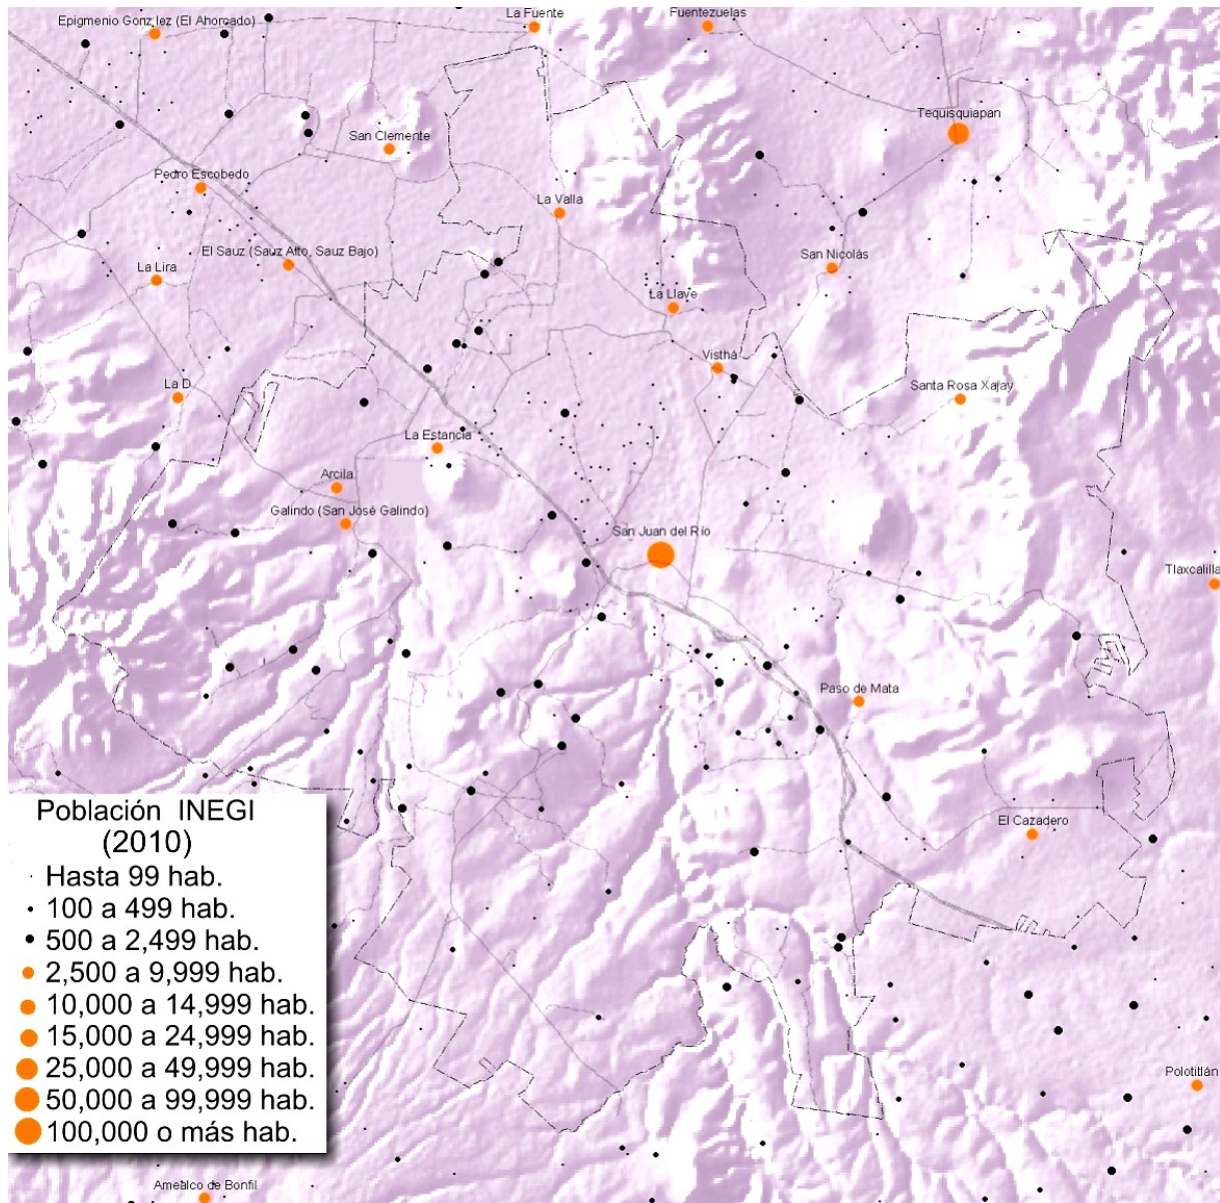 La Fuente
Fuentezuelas
Epigmenio Gonz lez (El Ahorcado)
Tequisquiapan
San Clemente
Pedro Escobedo
La Valla
El Sauz (Sauz Alto, Sauz Bajo)
San Nicolás
La Lira
La Llave
Visthá
La D
Santa Rosa Xajay
La Estancia
Arcila
Galindo (San José Galindo)
San Juan del Río
Tlaxcalilla
Paso de Mata
El Cazadero
Población INEGI
(2010)
Hasta 99 hab.
100 a 499 hab.
500 a 2,499 hab.
2,500 a 9,999 hab.
10,000 a 14,999 hab.
15,000 a 24,999 hab.
25,000 a 49,999 hab.
50,000 a 99,999 hab.
100,000 o más hab.
Polotitlán
Amealco de Bonfil